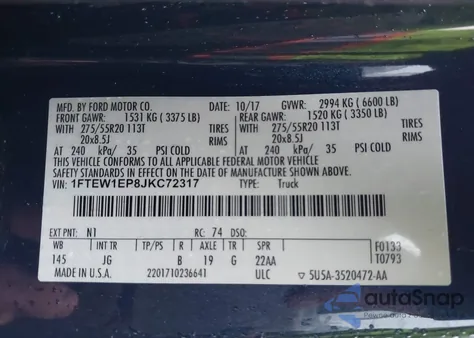 MFD. BY FORD MOTOR CO. 10/17 GVWR: 2994 KG ( 6600 LB)
FRONT GAWR: 1531 KG ( 3375 LB) REAR GAWR: 1520 KG ( 3350 LB)
WITH 275/55R20 113T TIRES WITH 275/55R20 113T TIRES
20x8.5J RIMS 20x8.5J RIMS
AT 240 kPa/ 35 PSI COLD AT 240 kPa/ 35 PSI COLD
THIS VEHICLE CONFORMS TO ALL APPLICABLE FEDERAL MOTOR VEHICLE
SAFETY STANDARDS IN EFFECT ON THE DATE OF MANUFACTURE SHOWN ABOVE.
VIN: 1FTEW1EP8JKC72317 TYPE: Truck
EXT PNT: N1 RC: 74 DSO: F0133
WB INT TR TP/PS R AXLE TR SPR T0793
145 JG B 19 G 22AA
MADE IN U.S.A. 2201710236641 ULC ▽ 5U5A-3520472-AA
autoSnap